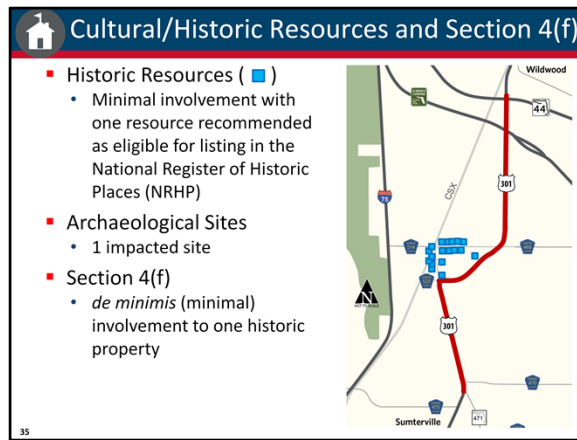 Cultural/Historic Resources and Section 4(f)
Historic Resources ( )
Minimal involvement with
one resource recommended
as eligible for listing in the
National Register of Historic
Places (NRHP)
Archaeological Sites
1 impacted site
Section 4(f)
de minimis (minimal)
involvement to one historic
property
35
Wildwood
44
301
75
CSX
N
301
471
Sumterville